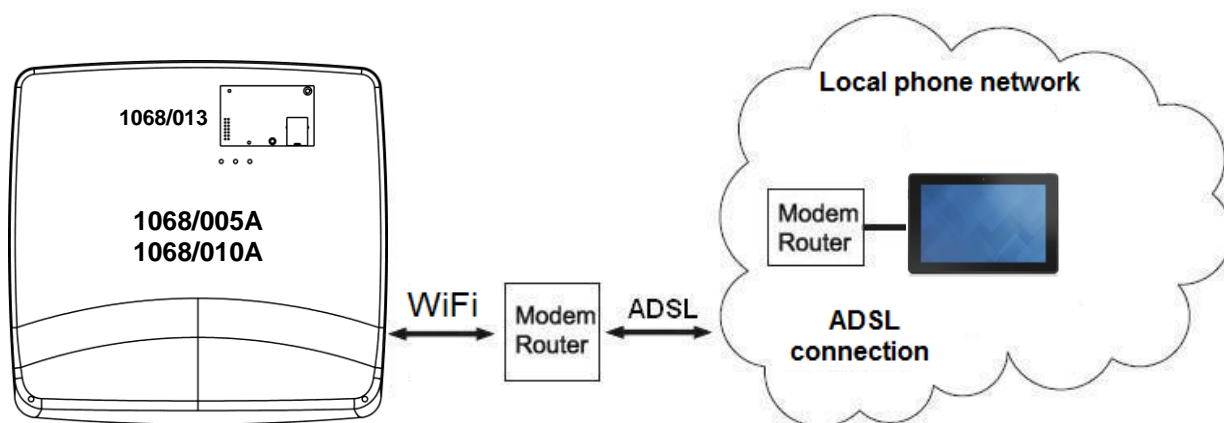 1068/013
1068/005A
1068/010A
WiFi
Modem
Router
ADSL
Local phone network
Modem
Router
ADSL
connection